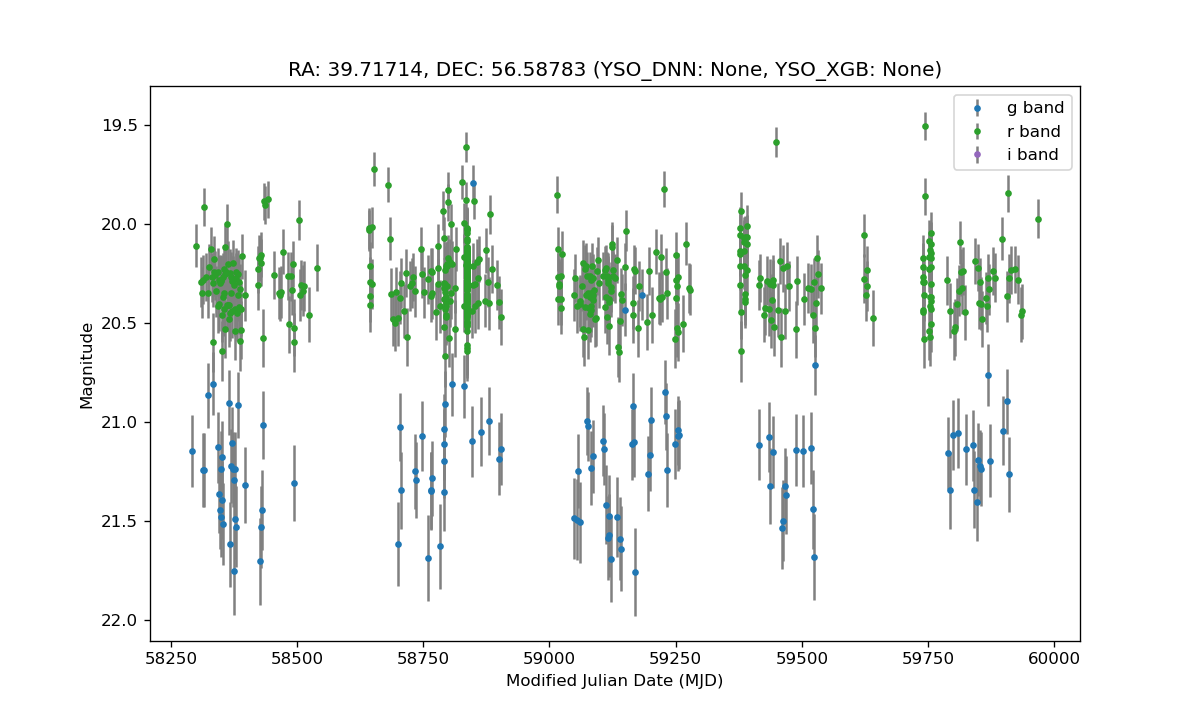 RA: 39.71714, DEC: 56.58783 (YSO_DNN: None, YSO_XGB: None)
g band
r band
i band
19.5
20.0
20.5
21.0
21.5
22.0
Magnitude
58250 58500 58750 59000 59250 59500 59750 60000
Modified Julian Date (MJD)